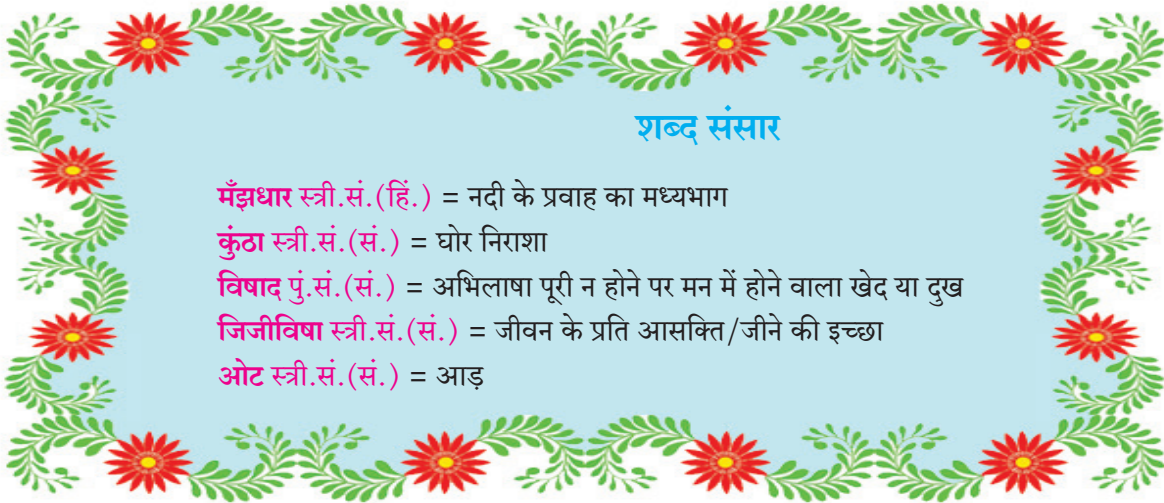 शब्द संसार
मँझधार स्त्री.सं.(हिं.) = नदी के प्रवाह का मध्यभाग
कुंठा स्त्री.सं.(सं.) = घोर निराशा
विषाद पुं.सं.(सं.) = अभिलाषा पूरी न होने पर मन में होने वाला खेद या दुख
जिजीविषा स्त्री.सं.(सं.) = जीवन के प्रति आसक्ति/जीने की इच्छा
ओट स्त्री.सं.(सं.) = आड़